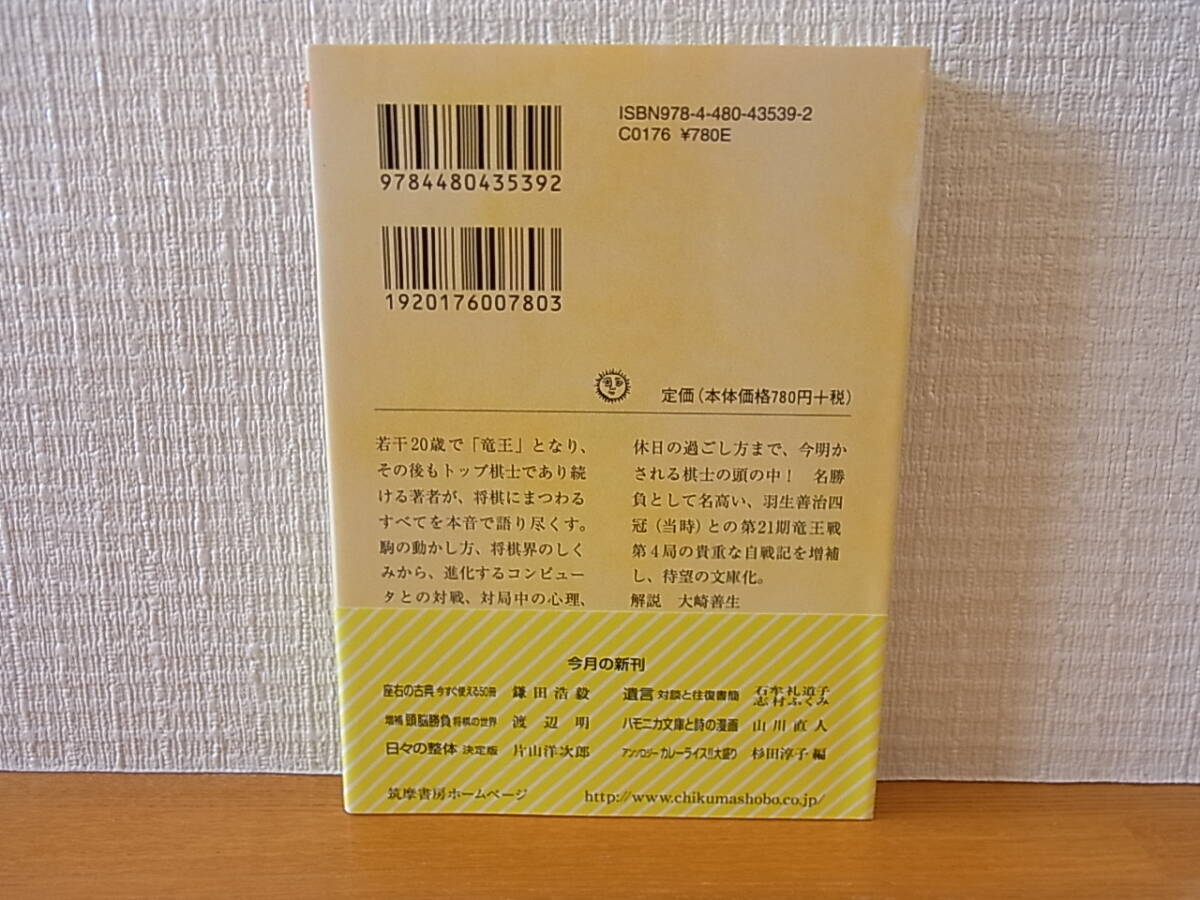 ISBN978-4-480-43539-2
C0176 ¥780E
9784480435392
1920176007803
定価(本体価格780円+税)
若干20歳で「竜王」となり、
その後もトップ棋士であり続
ける著者が、将棋にまつわる
すべてを本音で語り尽くす。
駒の動かし方、将棋界のしく
みから、進化するコンピュー
タとの対戦、対局中の心理、
休日の過ごし方まで、今明か
される棋士の頭の中! 名勝
負として名高い、羽生善治四
冠(当時)との第21期竜王戦
第4局の貴重な自戦記を増補
し、待望の文庫化。
解説 大崎善生
今月の新刊
座右の古典 今すぐ使える50冊 鎌田浩毅
増補 頭脳勝負 将棋の世界 渡辺明
日々の整体 決定版 片山洋次郎
遺言 対談と往復書簡 石牟礼道子 志村ふくみ
ハモニカ文庫と詩の漫画 山川直人
アンソロジー カレーライス!!大盛り 杉田淳子編
筑摩書房ホームページ http://www.chikumashobo.co.jp/